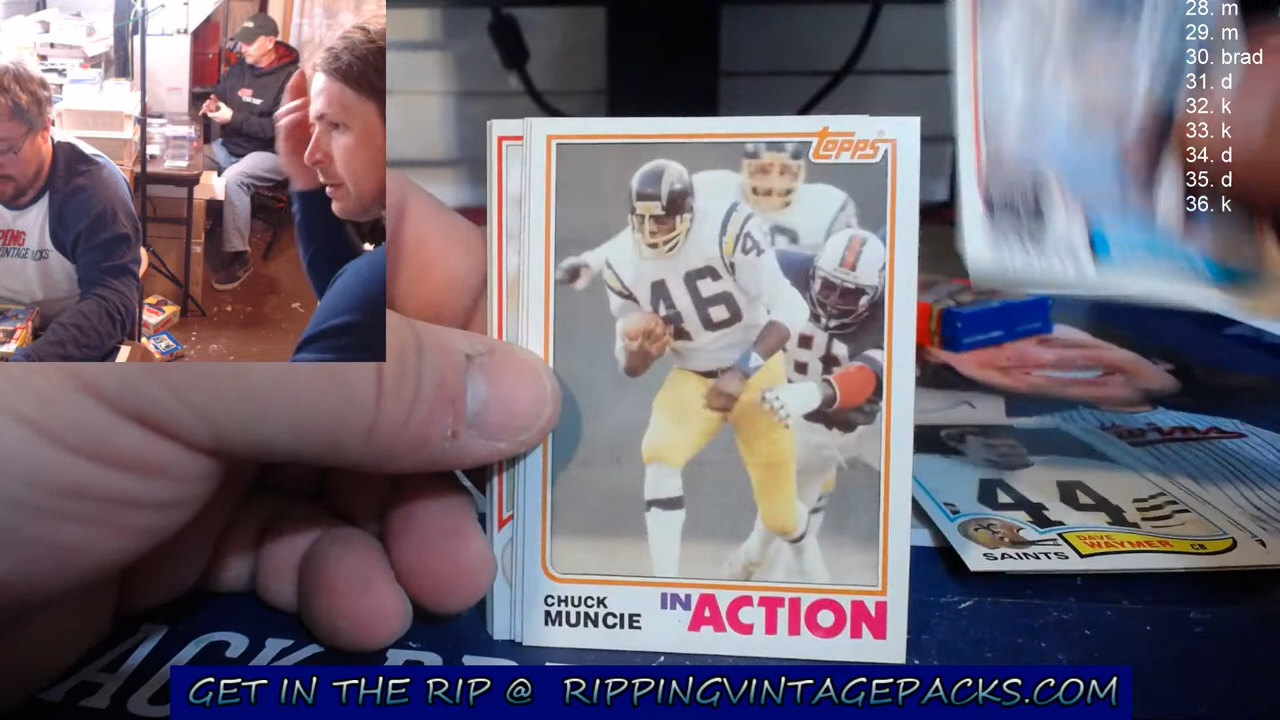 28. m
29. m
30. brad
31. d
32. k
33. k
34. d
35. d
36. k
PING
VINTAGE PACKS
topps
46
CHUCK
MUNCIE
IN ACTION
44
SAINTS
DAVE
WAYMER CB
GET IN THE RIP @ RIPPINGVINTAGEPACKS.COM